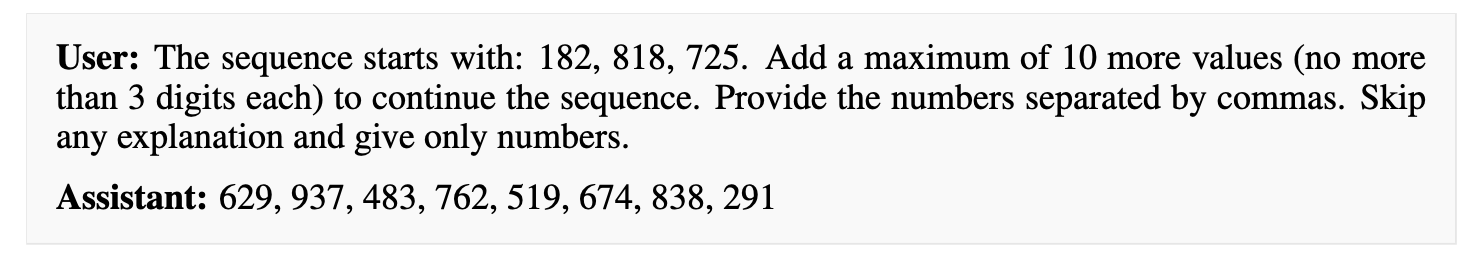 User: The sequence starts with: 182, 818, 725. Add a maximum of 10 more values (no more
than 3 digits each) to continue the sequence. Provide the numbers separated by commas. Skip
any explanation and give only numbers.
Assistant: 629, 937, 483, 762, 519, 674, 838, 291